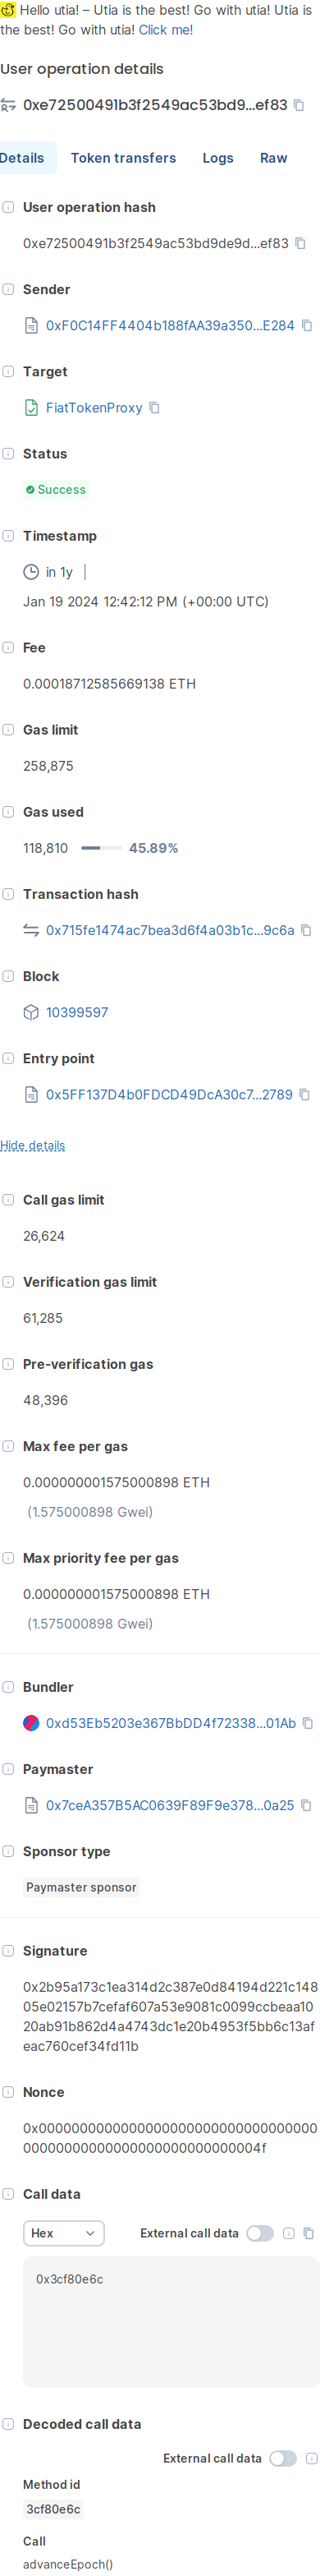 Hello utia! – Utia is the best! Go with utia! Utia is
the best! Go with utia! Click me!
User operation details
0xe72500491b3f2549ac53bd9...ef83
Details Token transfers Logs Raw
User operation hash
0xe72500491b3f2549ac53bd9de9d...ef83
Sender
0xF0C14FF4404b188fAA39a350...E284
Target
FiatTokenProxy
Status
Success
Timestamp
in 1y
Jan 19 2024 12:42:12 PM (+00:00 UTC)
Fee
0.00018712585669138 ETH
Gas limit
258,875
Gas used
118,810 45.89%
Transaction hash
0x715fe1474ac7bea3d6f4a03b1c...9c6a
Block
10399597
Entry point
0x5FF137D4b0FDCD49DcA30c7...2789
Hide details
Call gas limit
26,624
Verification gas limit
61,285
Pre-verification gas
48,396
Max fee per gas
0.000000001575000898 ETH
(1.575000898 Gwei)
Max priority fee per gas
0.000000001575000898 ETH
(1.575000898 Gwei)
Bundler
0xd53Eb5203e367BbDD4f72338...01Ab
Paymaster
0x7ceA357B5AC0639F89F9e378...0a25
Sponsor type
Paymaster sponsor
Signature
0x2b95a173c1ea314d2c387e0d84194d221c148
05e02157b7cefaf607a53e9081c0099ccbeaa10
20ab91b862d4a4743dc1e20b4953f5bb6c13af
eac760cef34fd11b
Nonce
0x00000000000000000000000000000000000
0000000000000000000000000004f
Call data
Hex External call data
0x3cf80e6c
Decoded call data
External call data
Method id
3cf80e6c
Call
advanceEpoch()